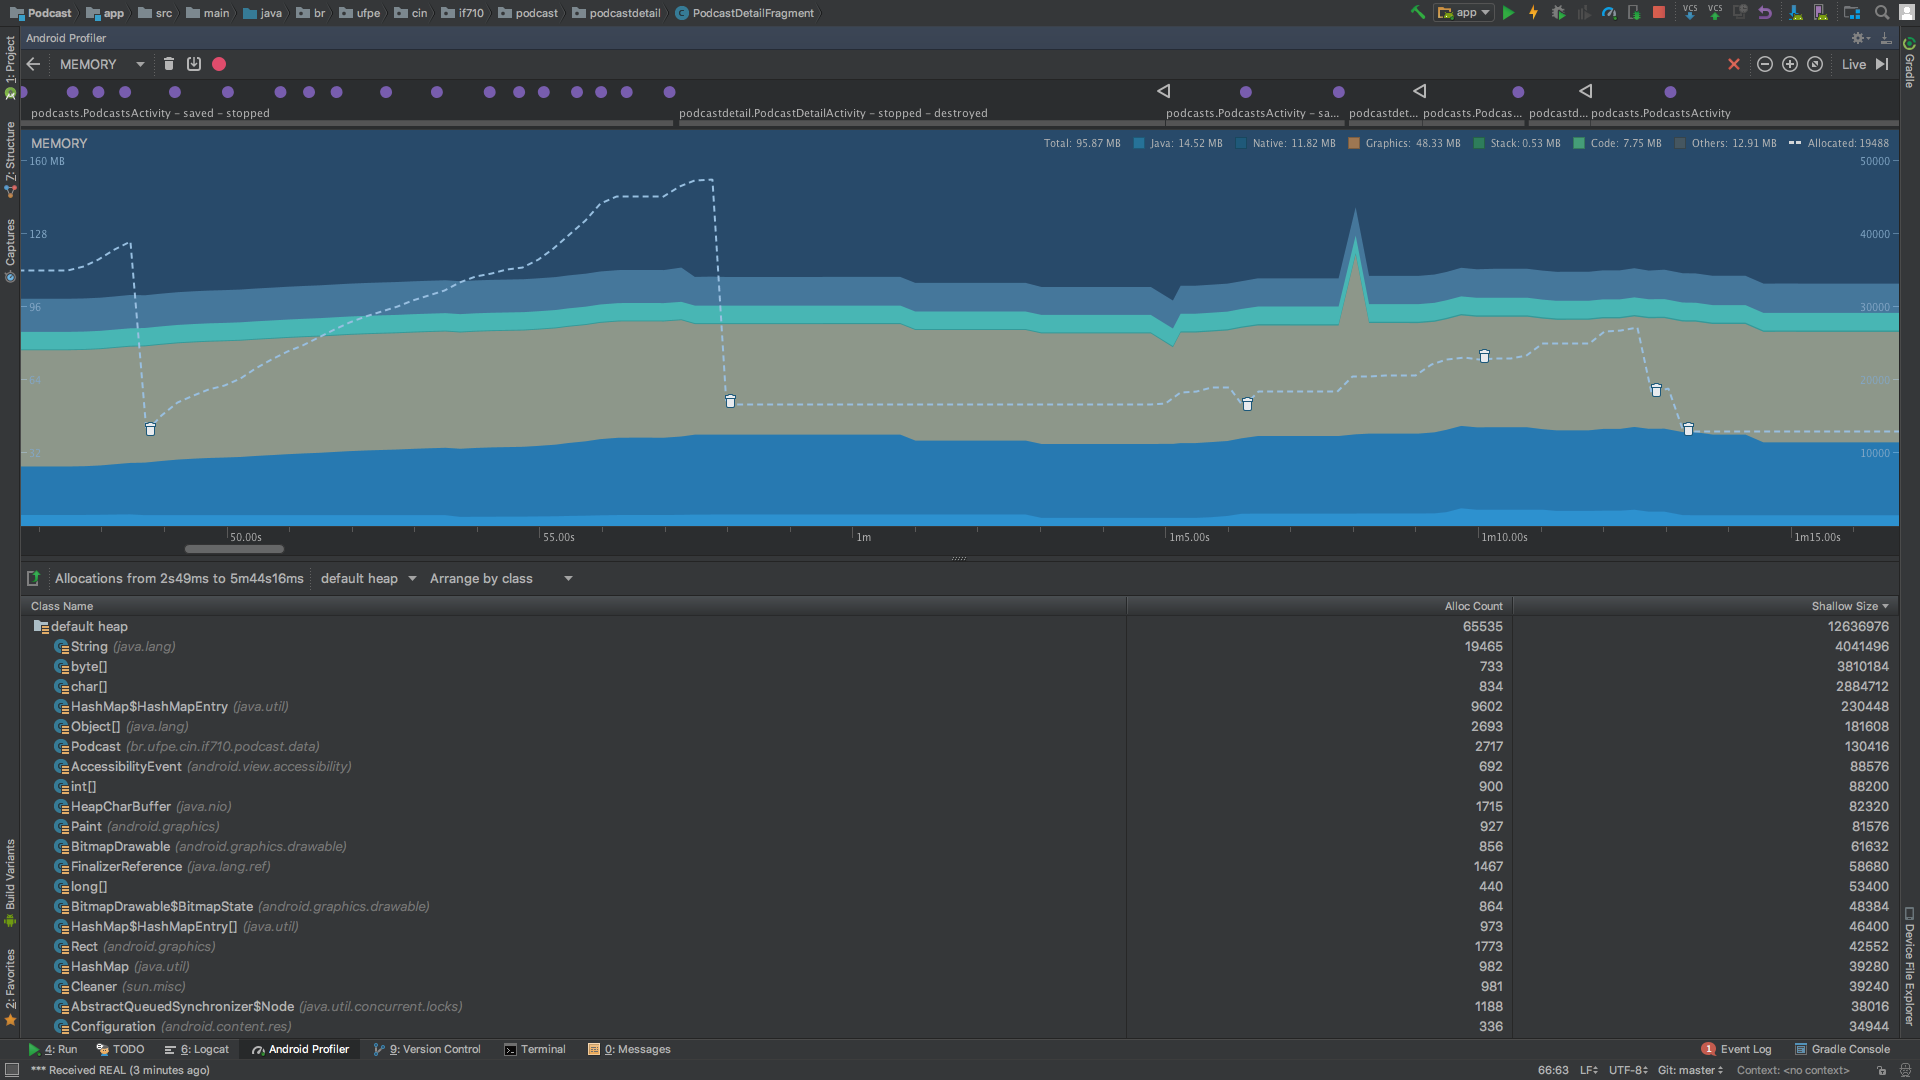 Podcast app src main java br ufpe cin if710 podcast podcastdetail PodcastDetailFragment app VCS VCS
Android Profiler
MEMORY Live
podcasts.PodcastsActivity – saved – stopped podcastdetail.PodcastDetailActivity – stopped – destroyed podcasts.PodcastsActivity – sa... podcastdet... podcasts.Podcas... podcastd... podcasts.PodcastsActivity
MEMORY Total: 95.87 MB Java: 14.52 MB Native: 11.82 MB Graphics: 48.33 MB Stack: 0.53 MB Code: 7.75 MB Others: 12.91 MB Allocated: 19488
160 MB 50000
128 40000
96 30000
64 20000
32 10000
50.00s 55.00s 1m 1m5.00s 1m10.00s 1m15.00s
Allocations from 2s49ms to 5m44s16ms default heap Arrange by class
Class Name Alloc Count Shallow Size
default heap 65535 12636976
String (java.lang) 19465 4041496
byte[] 733 3810184
char[] 834 2884712
HashMap$HashMapEntry (java.util) 9602 230448
Object[] (java.lang) 2693 181608
Podcast (br.ufpe.cin.if710.podcast.data) 2717 130416
AccessibilityEvent (android.view.accessibility) 692 88576
int[] 900 88200
HeapCharBuffer (java.nio) 1715 82320
Paint (android.graphics) 927 81576
BitmapDrawable (android.graphics.drawable) 856 61632
FinalizerReference (java.lang.ref) 1467 58680
long[] 440 53400
BitmapDrawable$BitmapState (android.graphics.drawable) 864 48384
HashMap$HashMapEntry[] (java.util) 973 46400
Rect (android.graphics) 1773 42552
HashMap (java.util) 982 39280
Cleaner (sun.misc) 981 39240
AbstractQueuedSynchronizer$Node (java.util.concurrent.locks) 1188 38016
Configuration (android.content.res) 336 34944
4: Run TODO 6: Logcat Android Profiler 9: Version Control Terminal 0: Messages 1 Event Log Gradle Console
*** Received REAL (3 minutes ago) 66:63 LF UTF-8 Git: master Context: <no context>
1: Project
7: Structure
Captures
Build Variants
2: Favorites
Gradle
Device File Explorer